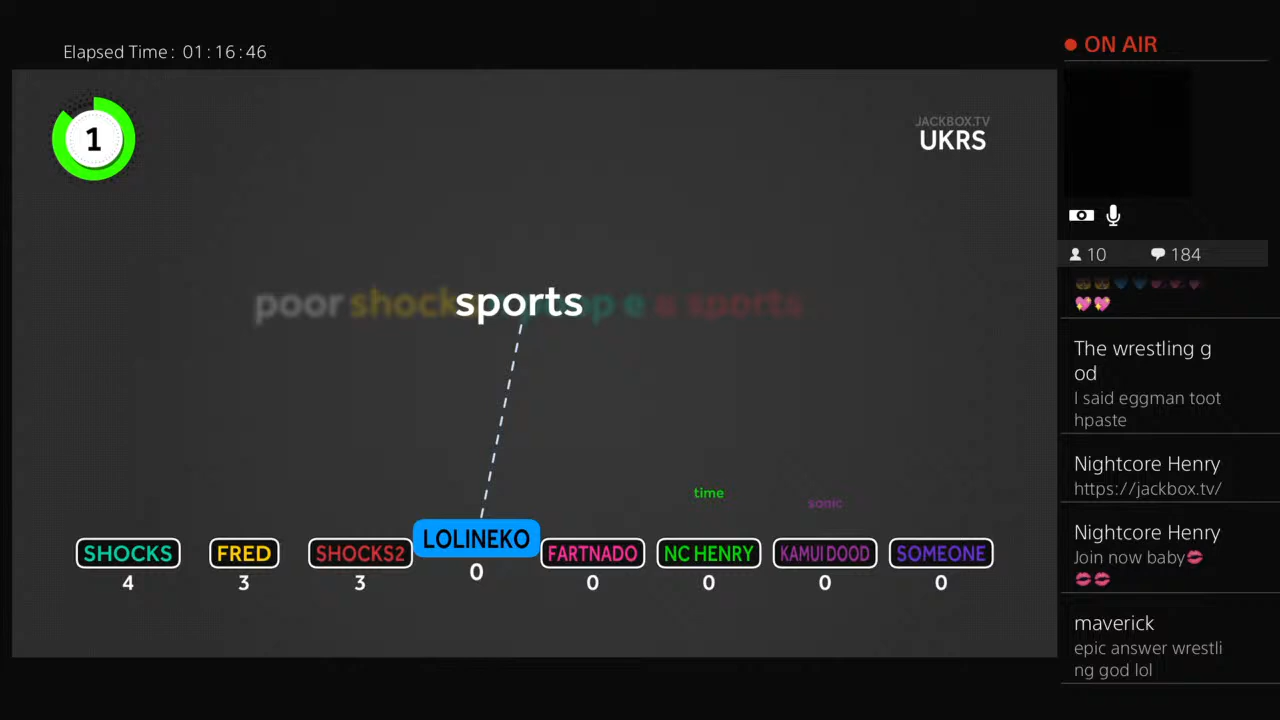 Elapsed Time: 01:16:46
ON AIR
1
JACKBOX.TV
UKRS
10 184
poor shock
sports
a sports
The wrestling g
od
I said eggman toot
hpaste
Nightcore Henry
https://jackbox.tv/
Nightcore Henry
Join now baby💋
💋💋
maverick
epic answer wrestli
ng god lol
time
sonic
SHOCKS FRED SHOCKS2 LOLINEKO FARTNADO NC HENRY KAMUI DOOD SOMEONE
4 3 3 0 0 0 0 0